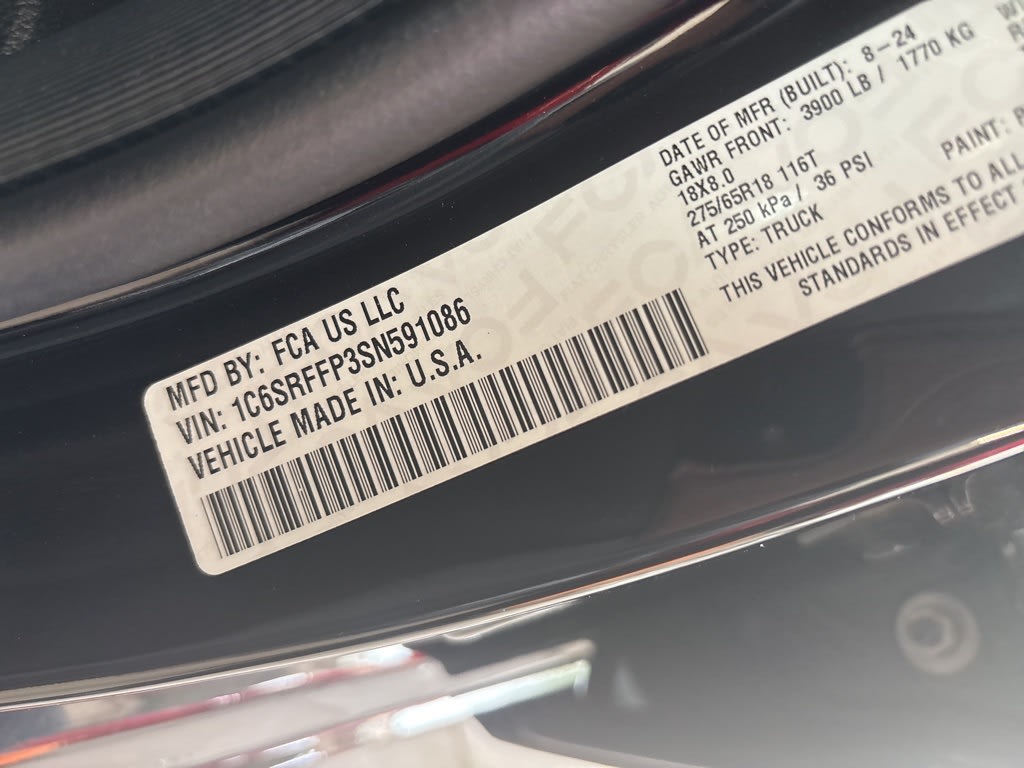 MFD BY: FCA US LLC
VIN: 1C6SRFFP3SN591086
VEHICLE MADE IN: U.S.A.
DATE OF MFR (BUILT): 8-24
GAWR FRONT: 3900 LB / 1770 KG
18X8.0
275/65R18 116T
AT 250 kPa / 36 PSI
TYPE: TRUCK
PAINT:
THIS VEHICLE CONFORMS TO ALL
STANDARDS IN EFFECT